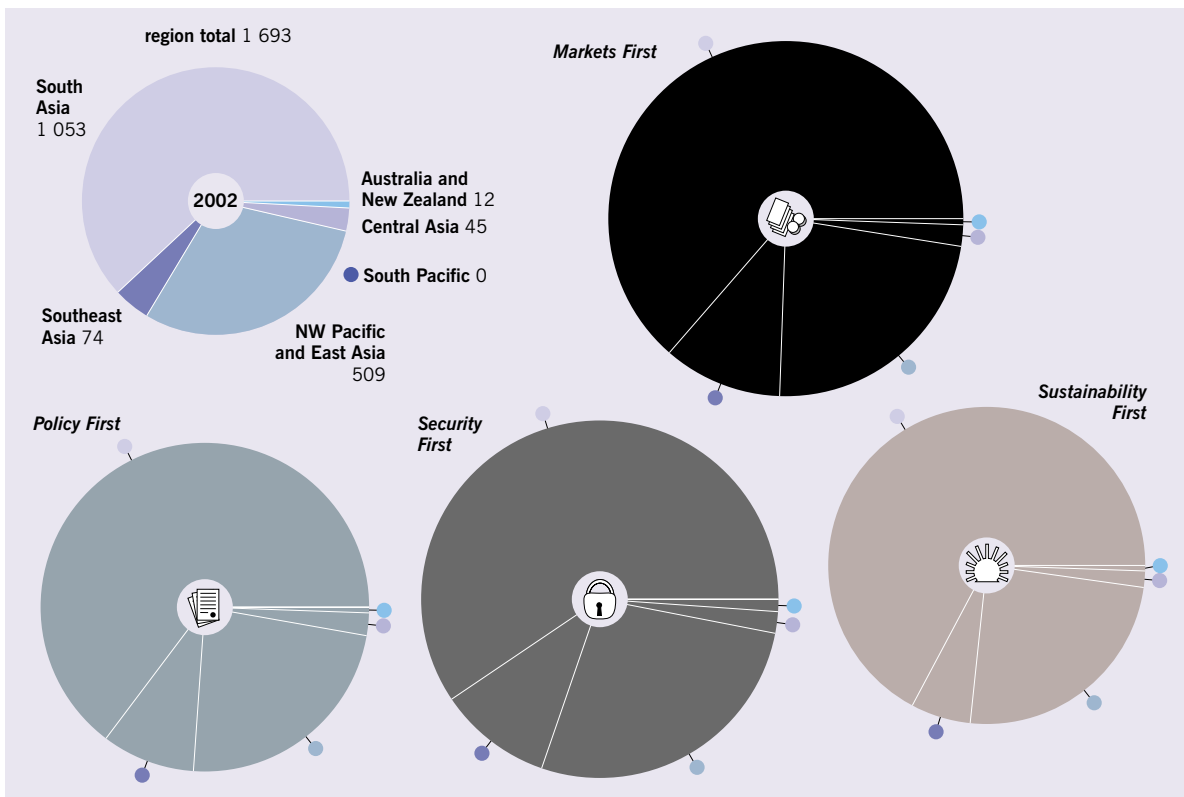 region total 1 693
South
Asia
1 053
2002
Australia and
New Zealand 12
Central Asia 45
South Pacific 0
NW Pacific
and East Asia
509
Southeast
Asia 74
Markets First
Policy First
Security
First
Sustainability
First